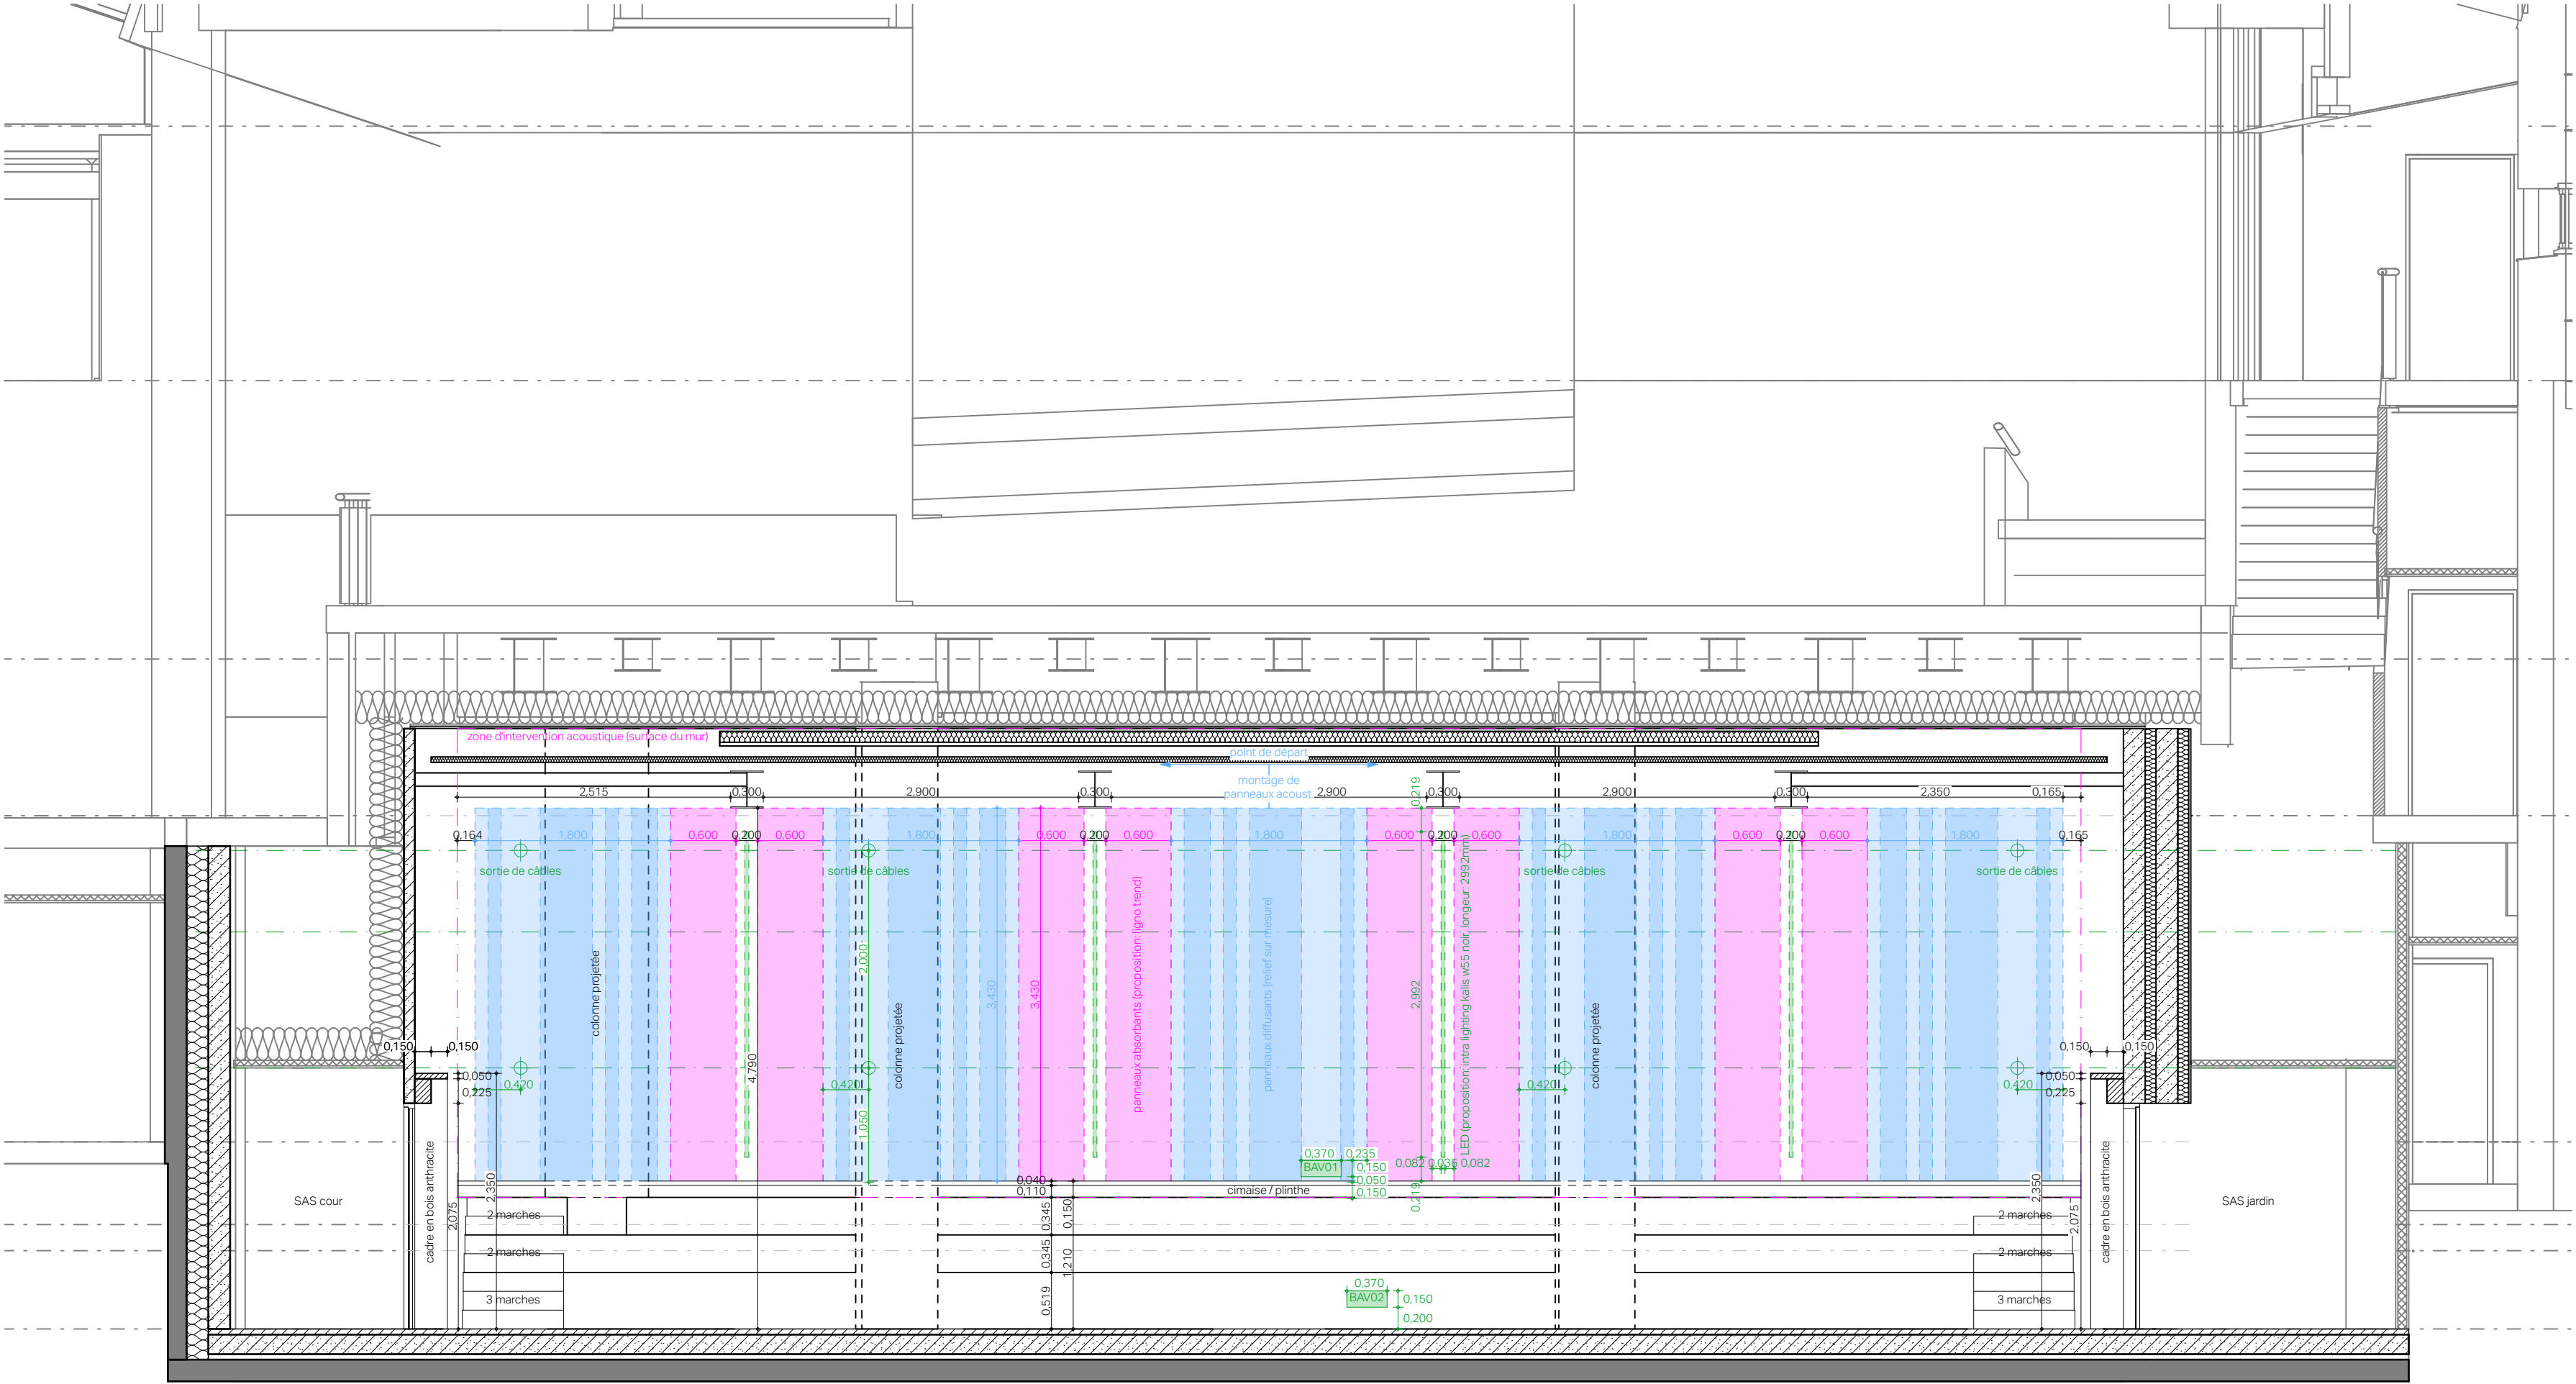 zone d'intervention acoustique (surface du mur)
point de départ
montage de
panneaux acoust.
2,515
0,300
2,900
0,300
2,900
0,300
2,900
0,300
2,350
0,165
0,219
0,164
1,800
0,600
0,200
0,600
1,800
0,600
0,200
0,600
1,800
0,600
0,200
0,600
1,800
0,600
0,200
0,600
1,800
0,165
sortie de câbles
sortie de câbles
sortie de câbles
sortie de câbles
colonne projetée
2,000
colonne projetée
3,430
3,430
panneaux absorbants (proposition: ligno trend)
panneaux diffusants (relief sur mesure)
2,992
LED (proposition: intra lighting kalis w55 noir, longeur: 2992mm)
colonne projetée
0,150
0,150
0,150
0,150
0,050
0,225
0,420
4,790
0,420
1,050
0,420
0,420
0,050
0,225
0,370
0,235
BAV01
0,150
0,050
0,150
0,082
0,036
0,082
0,219
0,040
0,110
cimaise / plinthe
SAS cour
cadre en bois anthracite
2,075
2,350
2 marches
2 marches
3 marches
0,345
0,345
0,519
0,150
1,210
0,370
BAV02
0,150
0,200
2 marches
2 marches
3 marches
2,350
2,075
cadre en bois anthracite
SAS jardin